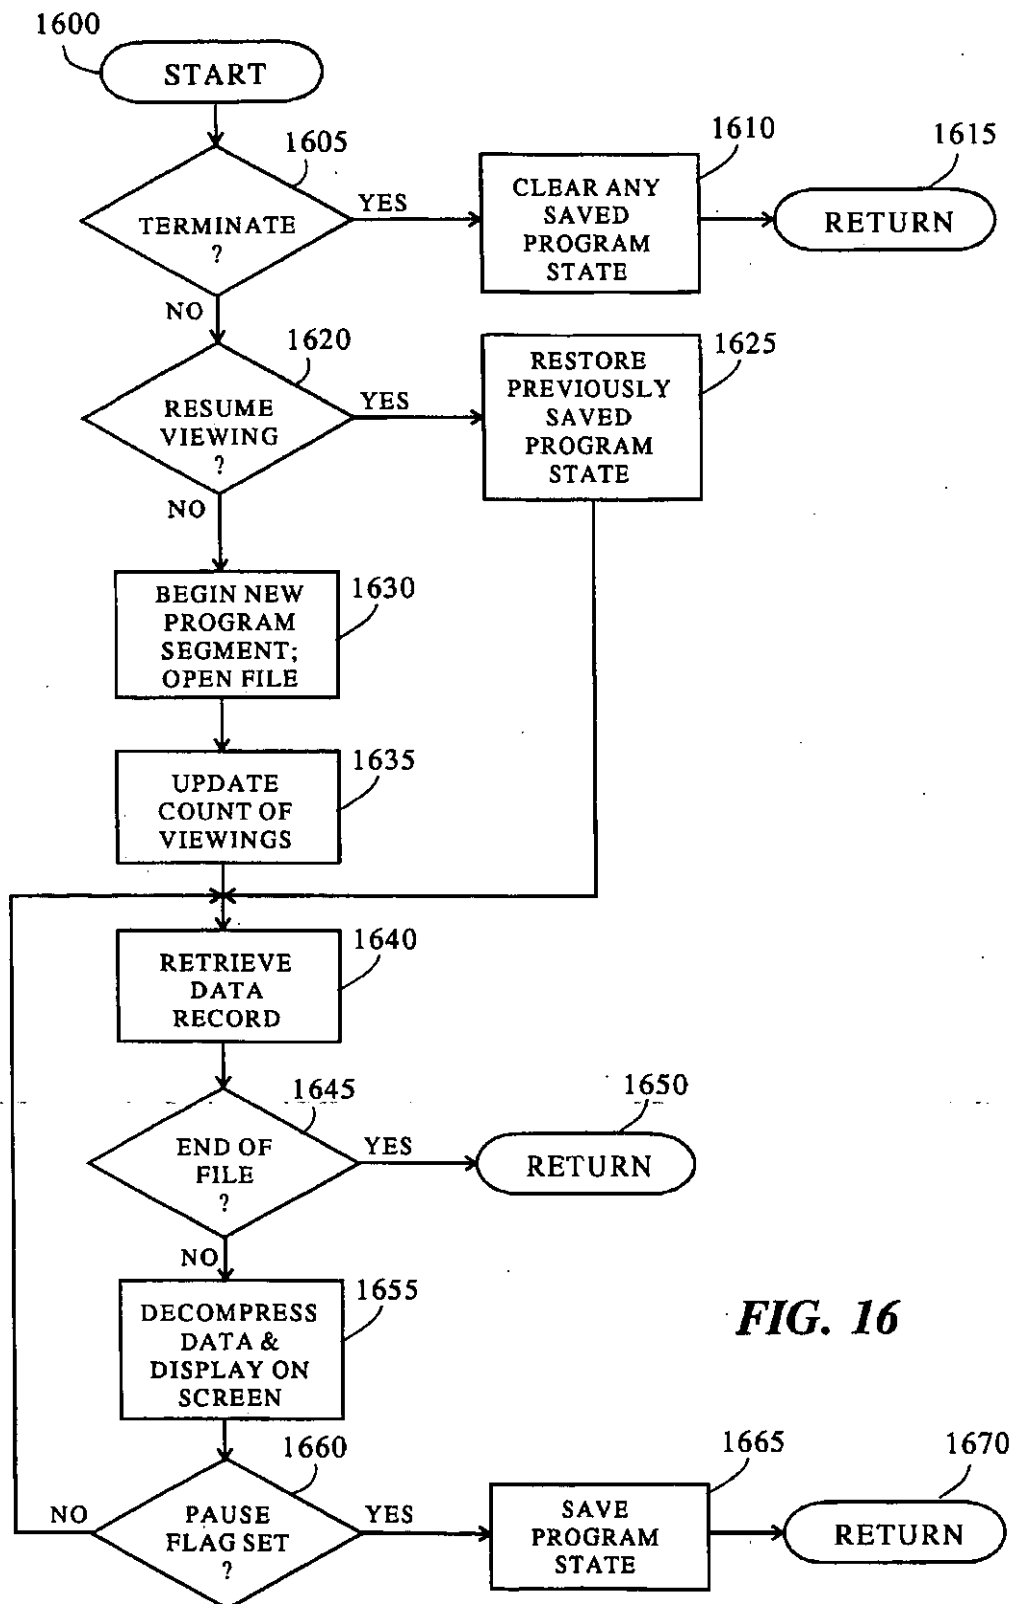 1600
START
1605
TERMINATE
?
YES
NO
1610
CLEAR ANY
SAVED
PROGRAM
STATE
1615
RETURN
1620
RESUME
VIEWING
?
YES
NO
1625
RESTORE
PREVIOUSLY
SAVED
PROGRAM
STATE
1630
BEGIN NEW
PROGRAM
SEGMENT;
OPEN FILE
1635
UPDATE
COUNT OF
VIEWINGS
1640
RETRIEVE
DATA
RECORD
1645
END OF
FILE
?
YES
NO
1650
RETURN
1655
DECOMPRESS
DATA &
DISPLAY ON
SCREEN
FIG. 16
1660
PAUSE
FLAG SET
?
NO
YES
1665
SAVE
PROGRAM
STATE
1670
RETURN